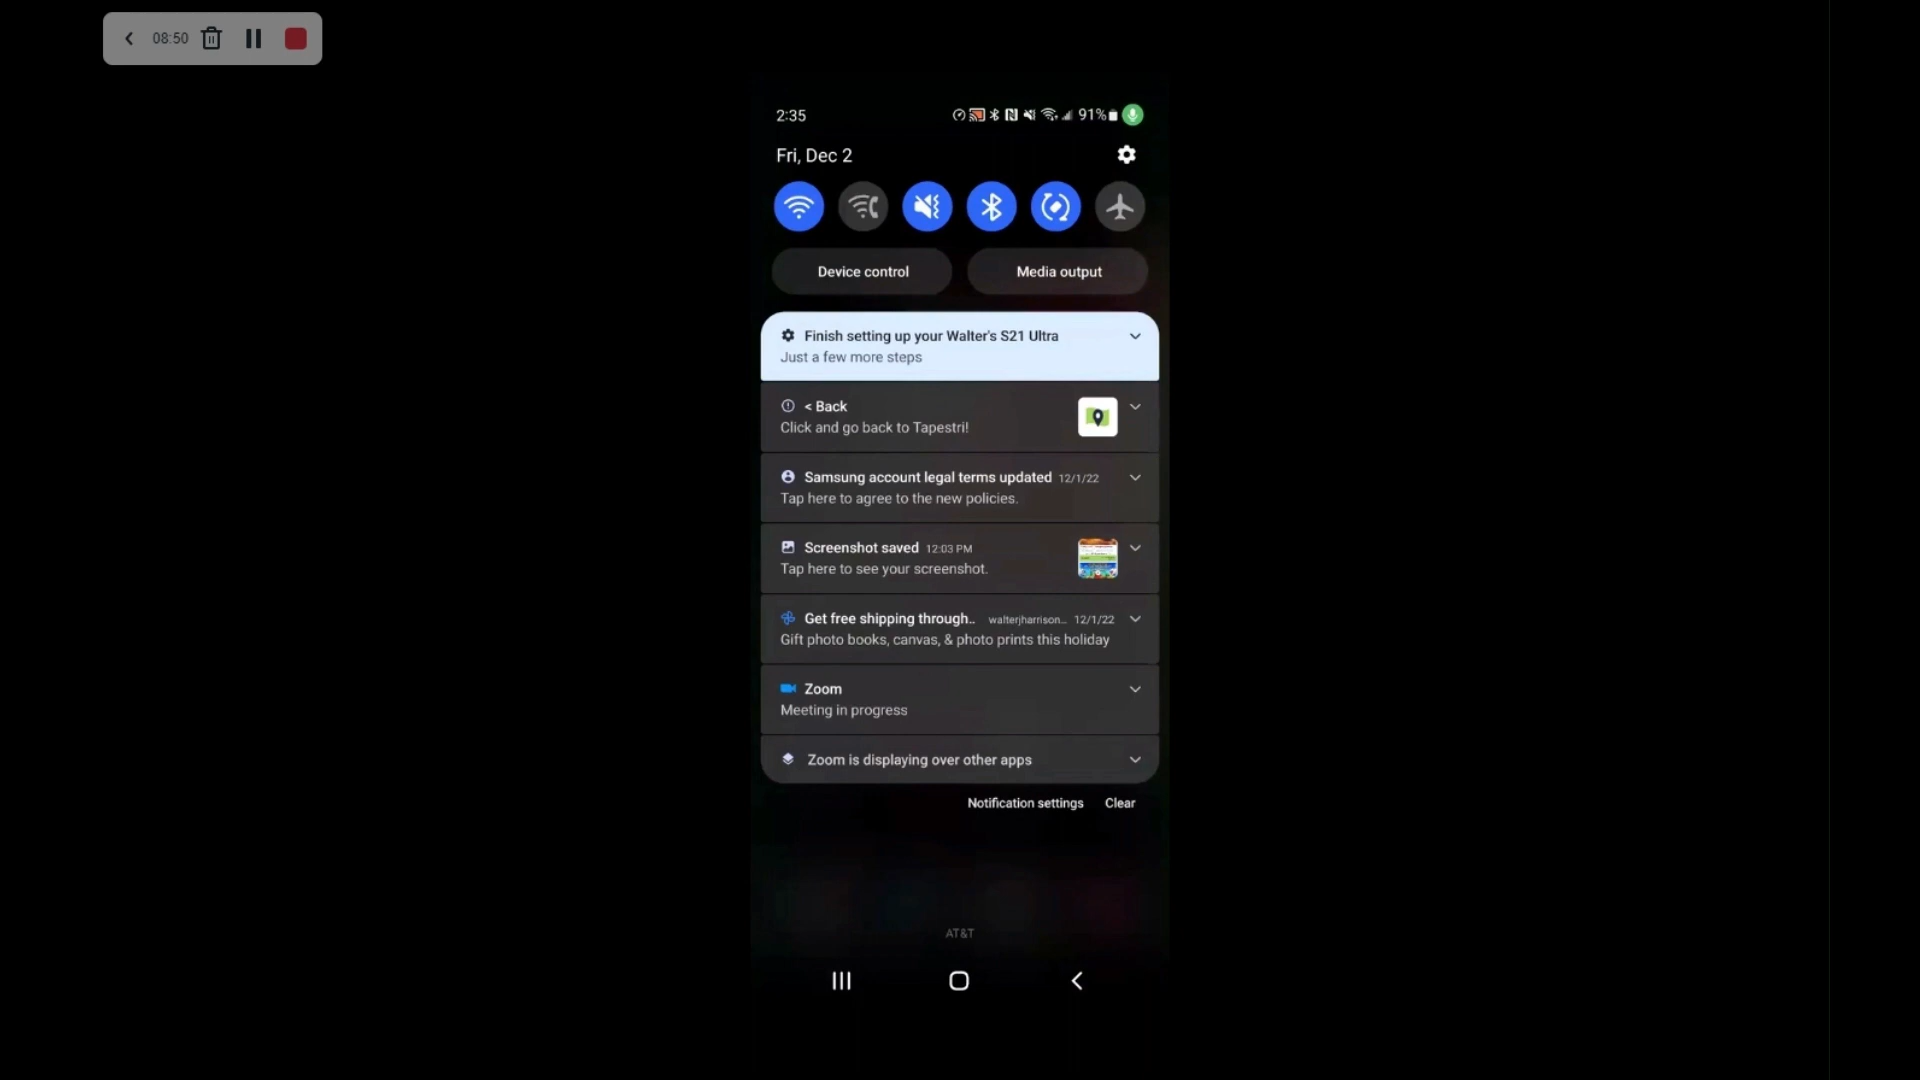 08:50
2:35
91%
Fri, Dec 2
Device control
Media output
Finish setting up your Walter's S21 Ultra
Just a few more steps
< Back
Click and go back to Tapestri!
Samsung account legal terms updated 12/1/22
Tap here to agree to the new policies.
Screenshot saved 12:03 PM
Tap here to see your screenshot.
Get free shipping through.. walterjharrison... 12/1/22
Gift photo books, canvas, & photo prints this holiday
Zoom
Meeting in progress
Zoom is displaying over other apps
Notification settings
Clear
AT&T